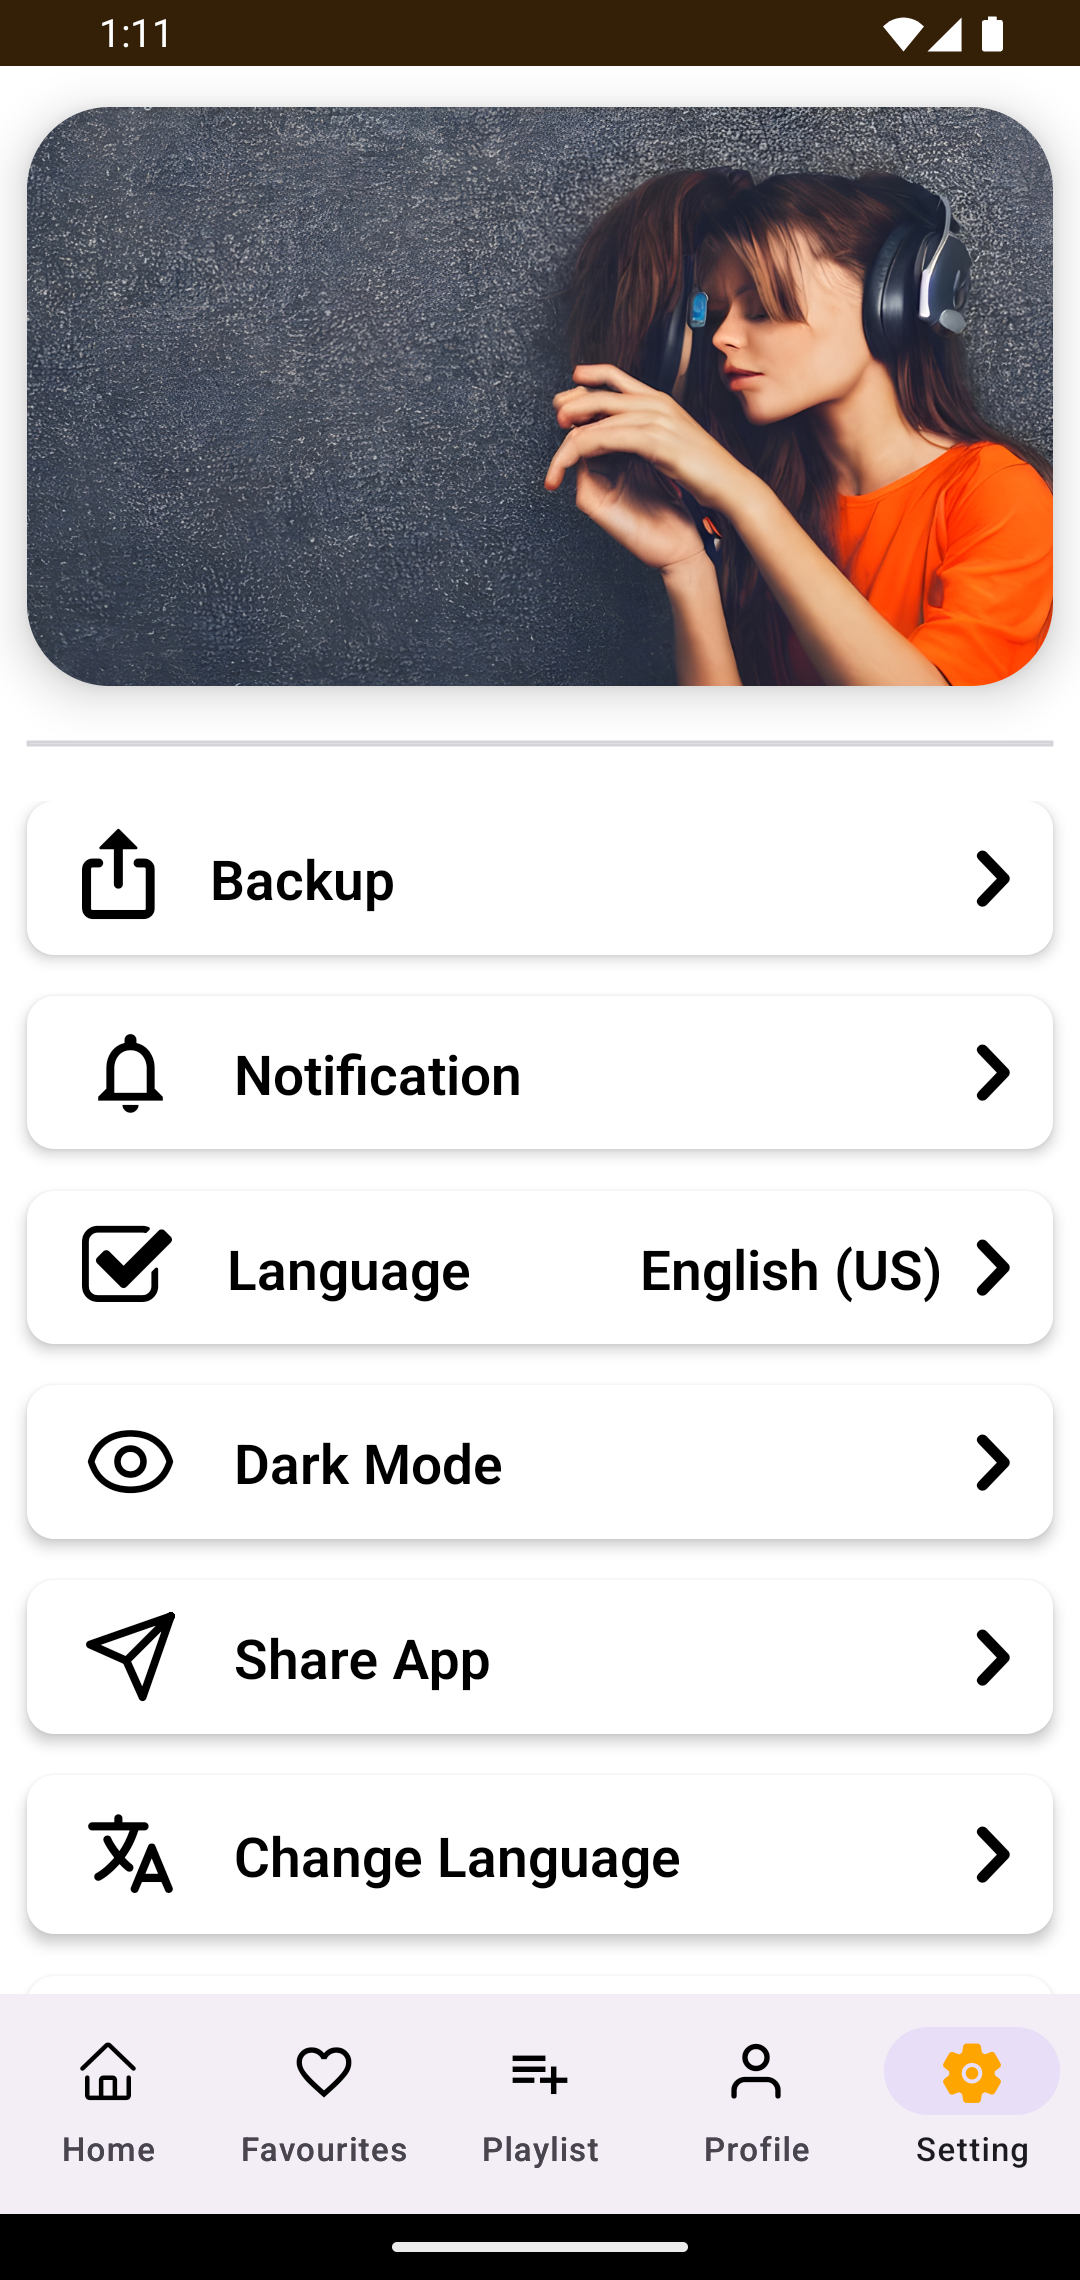 1:11
Backup
Notification
Language English (US)
Dark Mode
Share App
Change Language
Home Favourites Playlist Profile Setting